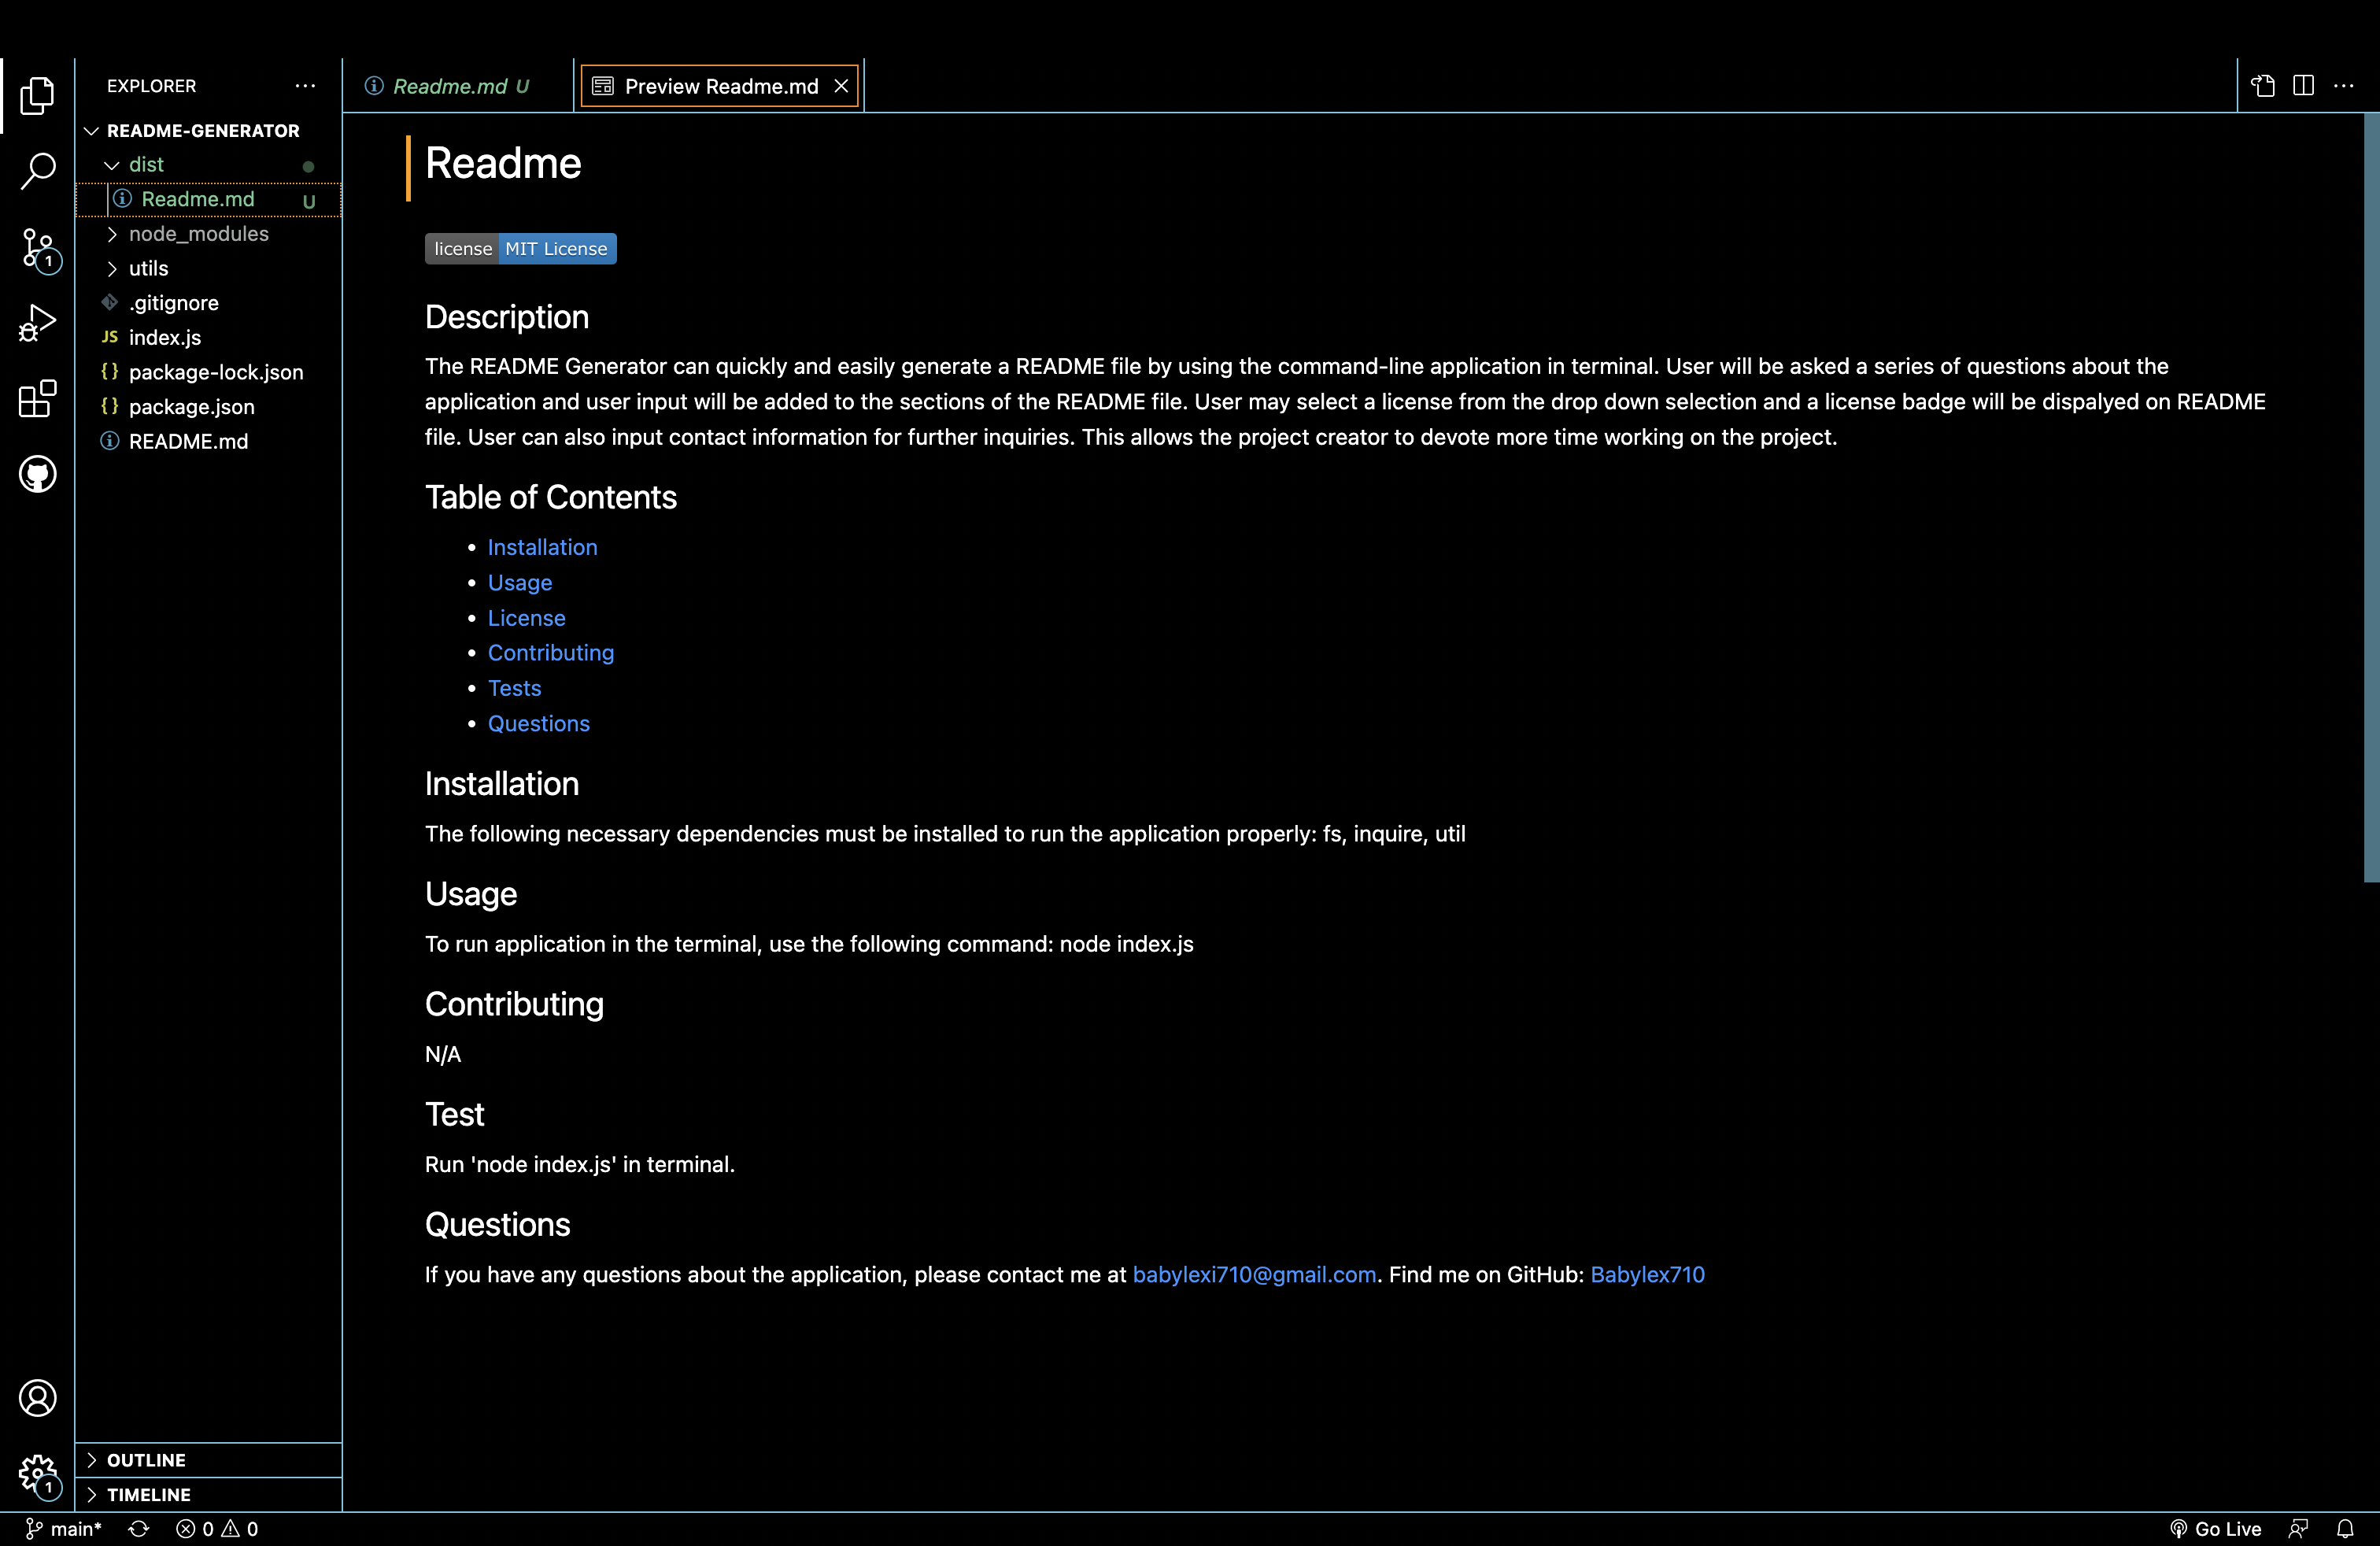 EXPLORER
README-GENERATOR
dist
Readme.md U
node_modules
utils
.gitignore
JS index.js
{} package-lock.json
{} package.json
README.md
OUTLINE
TIMELINE
Readme.md U
Preview Readme.md
Readme
license MIT License
Description
The README Generator can quickly and easily generate a README file by using the command-line application in terminal. User will be asked a series of questions about the
application and user input will be added to the sections of the README file. User may select a license from the drop down selection and a license badge will be dispalyed on README
file. User can also input contact information for further inquiries. This allows the project creator to devote more time working on the project.
Table of Contents
• Installation
• Usage
• License
• Contributing
• Tests
• Questions
Installation
The following necessary dependencies must be installed to run the application properly: fs, inquire, util
Usage
To run application in the terminal, use the following command: node index.js
Contributing
N/A
Test
Run 'node index.js' in terminal.
Questions
If you have any questions about the application, please contact me at babylexi710@gmail.com. Find me on GitHub: Babylex710
1
1
main* 0 0 Go Live